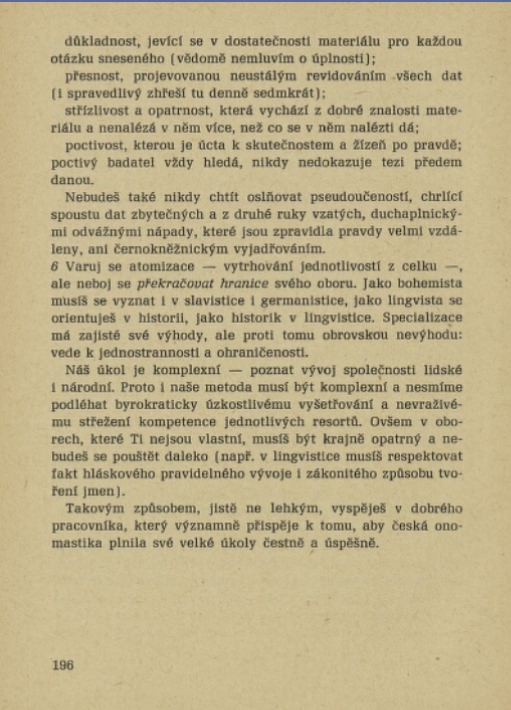 důkladnost, jevící se v dostatečnosti materiálu pro každou
otázku sneseného (vědomě nemluvím o úplnosti);
přesnost, projevovanou neustálým revidováním všech dat
(i spravedlivý zhřeší tu denně sedmkrát);
střízlivost a opatrnost, která vychází z dobré znalosti mate-
riálu a nenalézá v něm více, než co se v něm nalézti dá;
poctivost, kterou je úcta k skutečnostem a žízeň po pravdě;
poctivý badatel vždy hledá, nikdy nedokazuje tezi předem
danou.
Nebudeš také nikdy chtít oslňovat pseudoučeností, chrlící
spoustu dat zbytečných a z druhé ruky vzatých, duchaplnický-
mi odvážnými nápady, které jsou zpravidla pravdy velmi vzdá-
leny, ani černokněžnickým vyjadřováním.
6 Varuj se atomizace — vytrhování jednotlivostí z celku —,
ale neboj se překračovat hranice svého oboru. Jako bohemista
musíš se vyznat i v slavistice i germanistice, jako lingvista se
orientuješ v historii, jako historik v lingvistice. Specializace
má zajisté své výhody, ale proti tomu obrovskou nevýhodu:
vede k jednostrannosti a ohraničenosti.
Náš úkol je komplexní — poznat vývoj společnosti lidské
i národní. Proto i naše metoda musí být komplexní a nesmíme
podléhat byrokraticky úzkostlivému vyšetřování a nevražívé-
mu střežení kompetence jednotlivých resortů. Ovšem v obo-
rech, které Ti nejsou vlastní, musíš být krajně opatrný a ne-
budeš se pouštět daleko (např. v lingvistice musíš respektovat
fakt hláskového pravidelného vývoje i zákonitého způsobu tvo-
ření jmen).
Takovým způsobem, jistě ne lehkým, vyspěješ v dobrého
pracovníka, který významně přispěje k tomu, aby česká ono-
mastika plnila své velké úkoly čestně a úspěšně.
196